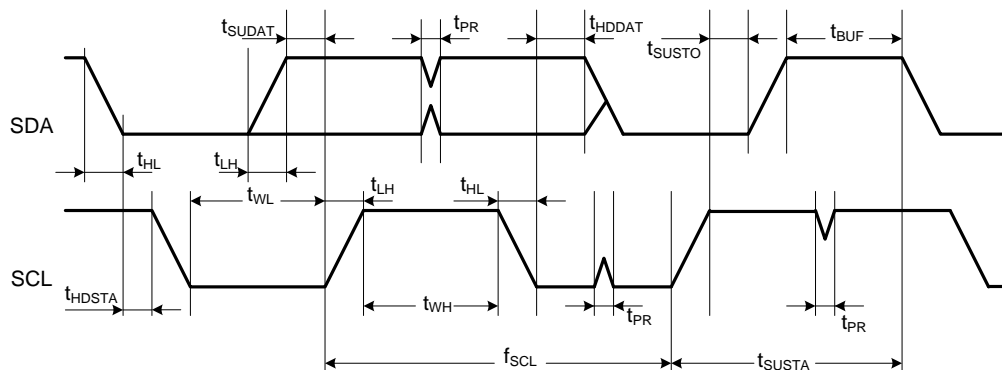 tSUDAT
tPR
tHDDAT
tSUSTO
tBUF
SDA
tHL
tLH
tWL
tLH
tHL
SCL
tHDSTA
tWH
tPR
tPR
fSCL
tSUSTA